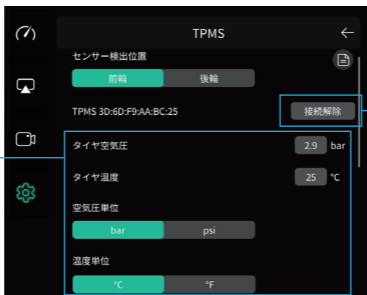 TPMS
センサー検出位置
前輪 後輪
TPMS 3D:6D:F9:AA:BC:25 接続解除
タイヤ空気圧 2.9 bar
タイヤ温度 25 ℃
空気圧単位
bar psi
温度単位
℃ ℉